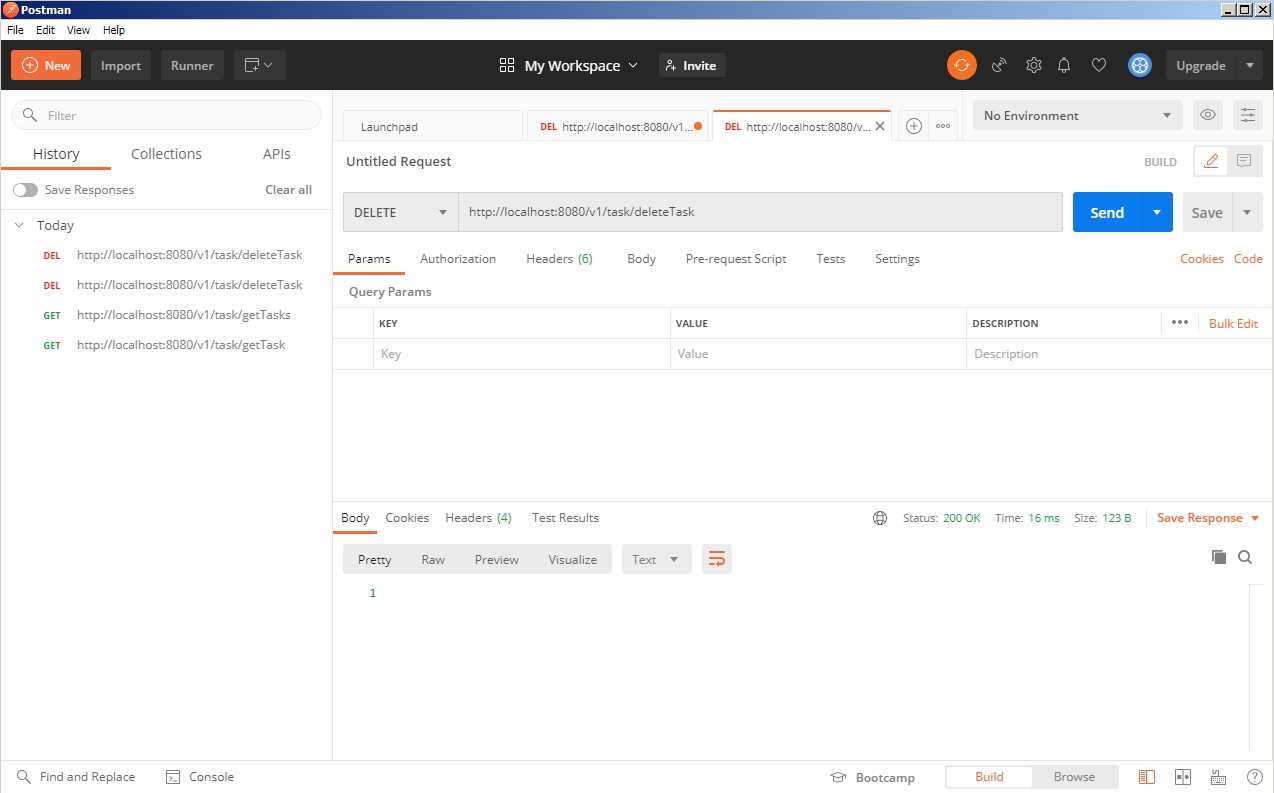 Postman
File Edit View Help
New Import Runner My Workspace Invite Upgrade
Filter
History Collections APIs
Save Responses Clear all
Today
DEL http://localhost:8080/v1/task/deleteTask
DEL http://localhost:8080/v1/task/deleteTask
GET http://localhost:8080/v1/task/getTasks
GET http://localhost:8080/v1/task/getTask
Launchpad DEL http://localhost:8080/v1... DEL http://localhost:8080/v... No Environment
Untitled Request BUILD
DELETE http://localhost:8080/v1/task/deleteTask Send Save
Params Authorization Headers (6) Body Pre-request Script Tests Settings Cookies Code
Query Params
KEY VALUE DESCRIPTION ••• Bulk Edit
Key Value Description
Body Cookies Headers (4) Test Results Status: 200 OK Time: 16 ms Size: 123 B Save Response
Pretty Raw Preview Visualize Text
1
Find and Replace Console Bootcamp Build Browse